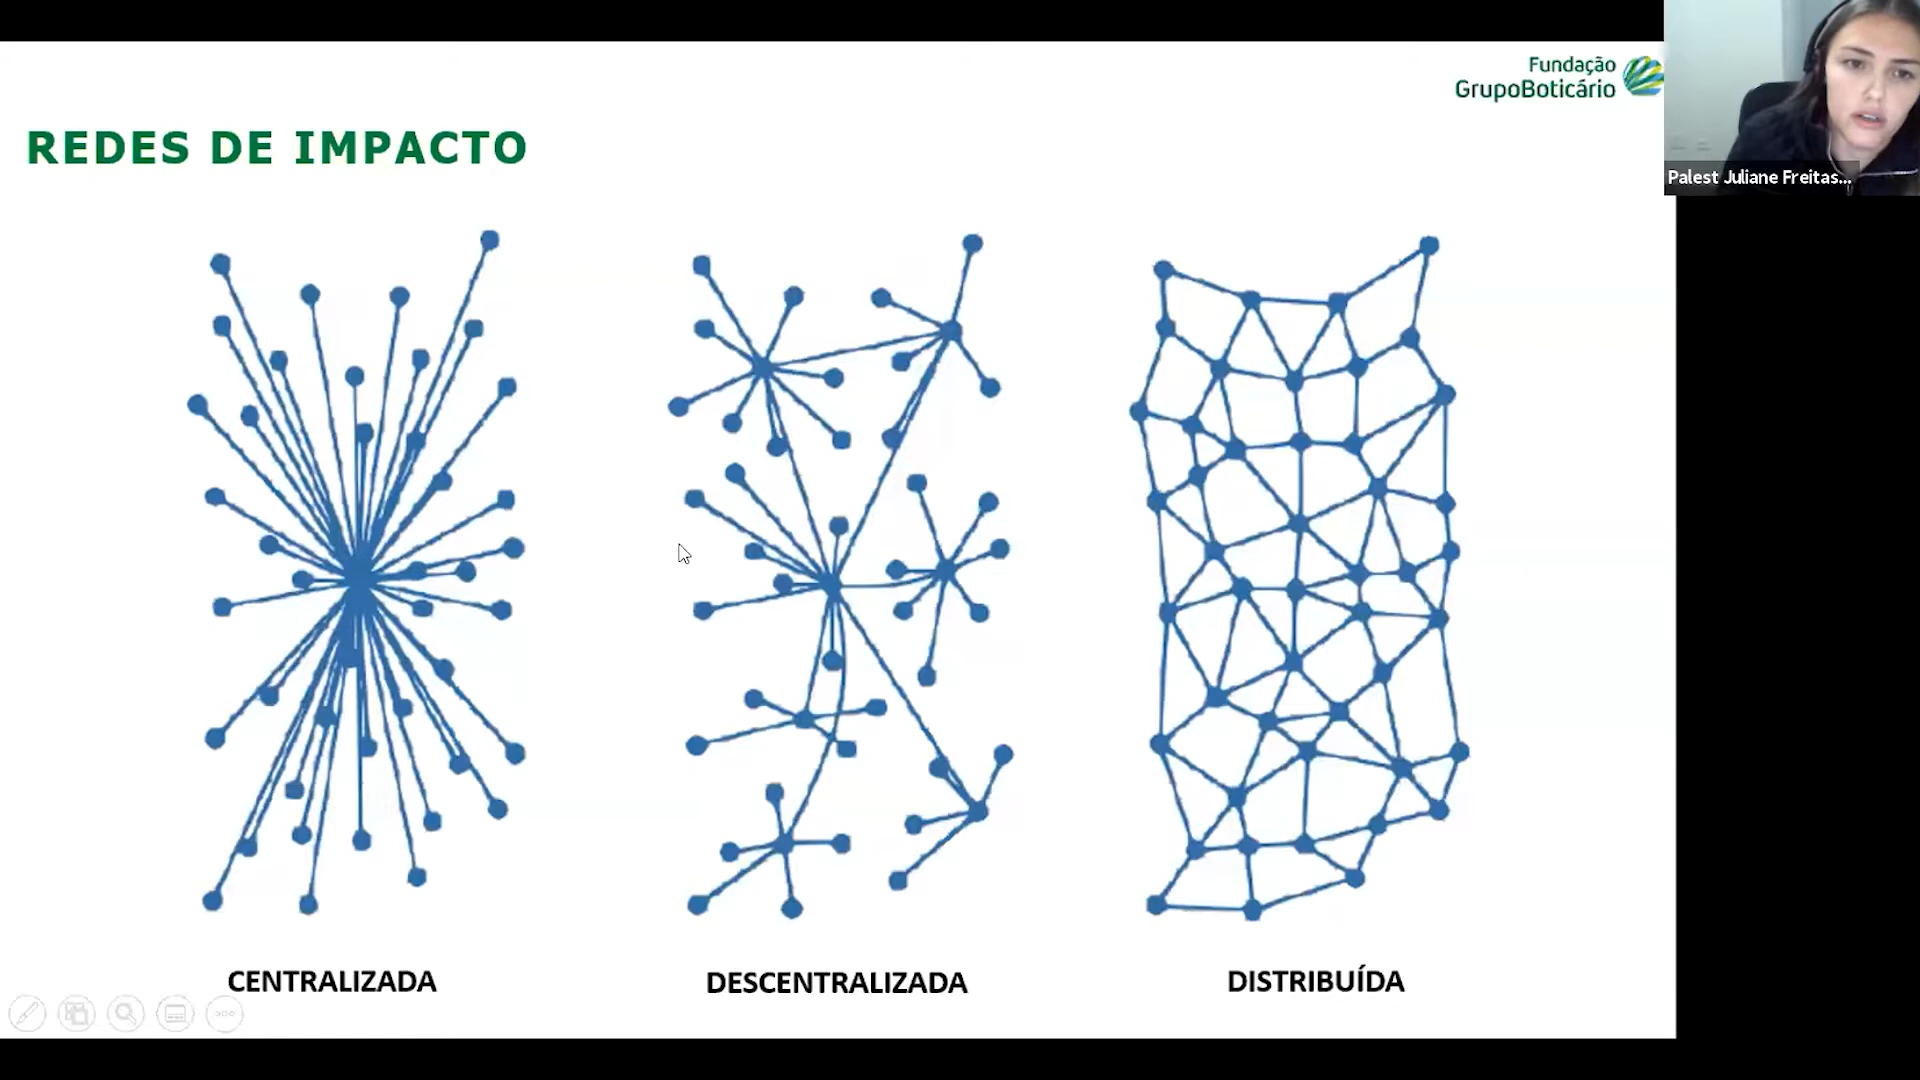 Fundação
GrupoBoticário
REDES DE IMPACTO
Palest Juliane Freitas...
CENTRALIZADA
DESCENTRALIZADA
DISTRIBUÍDA